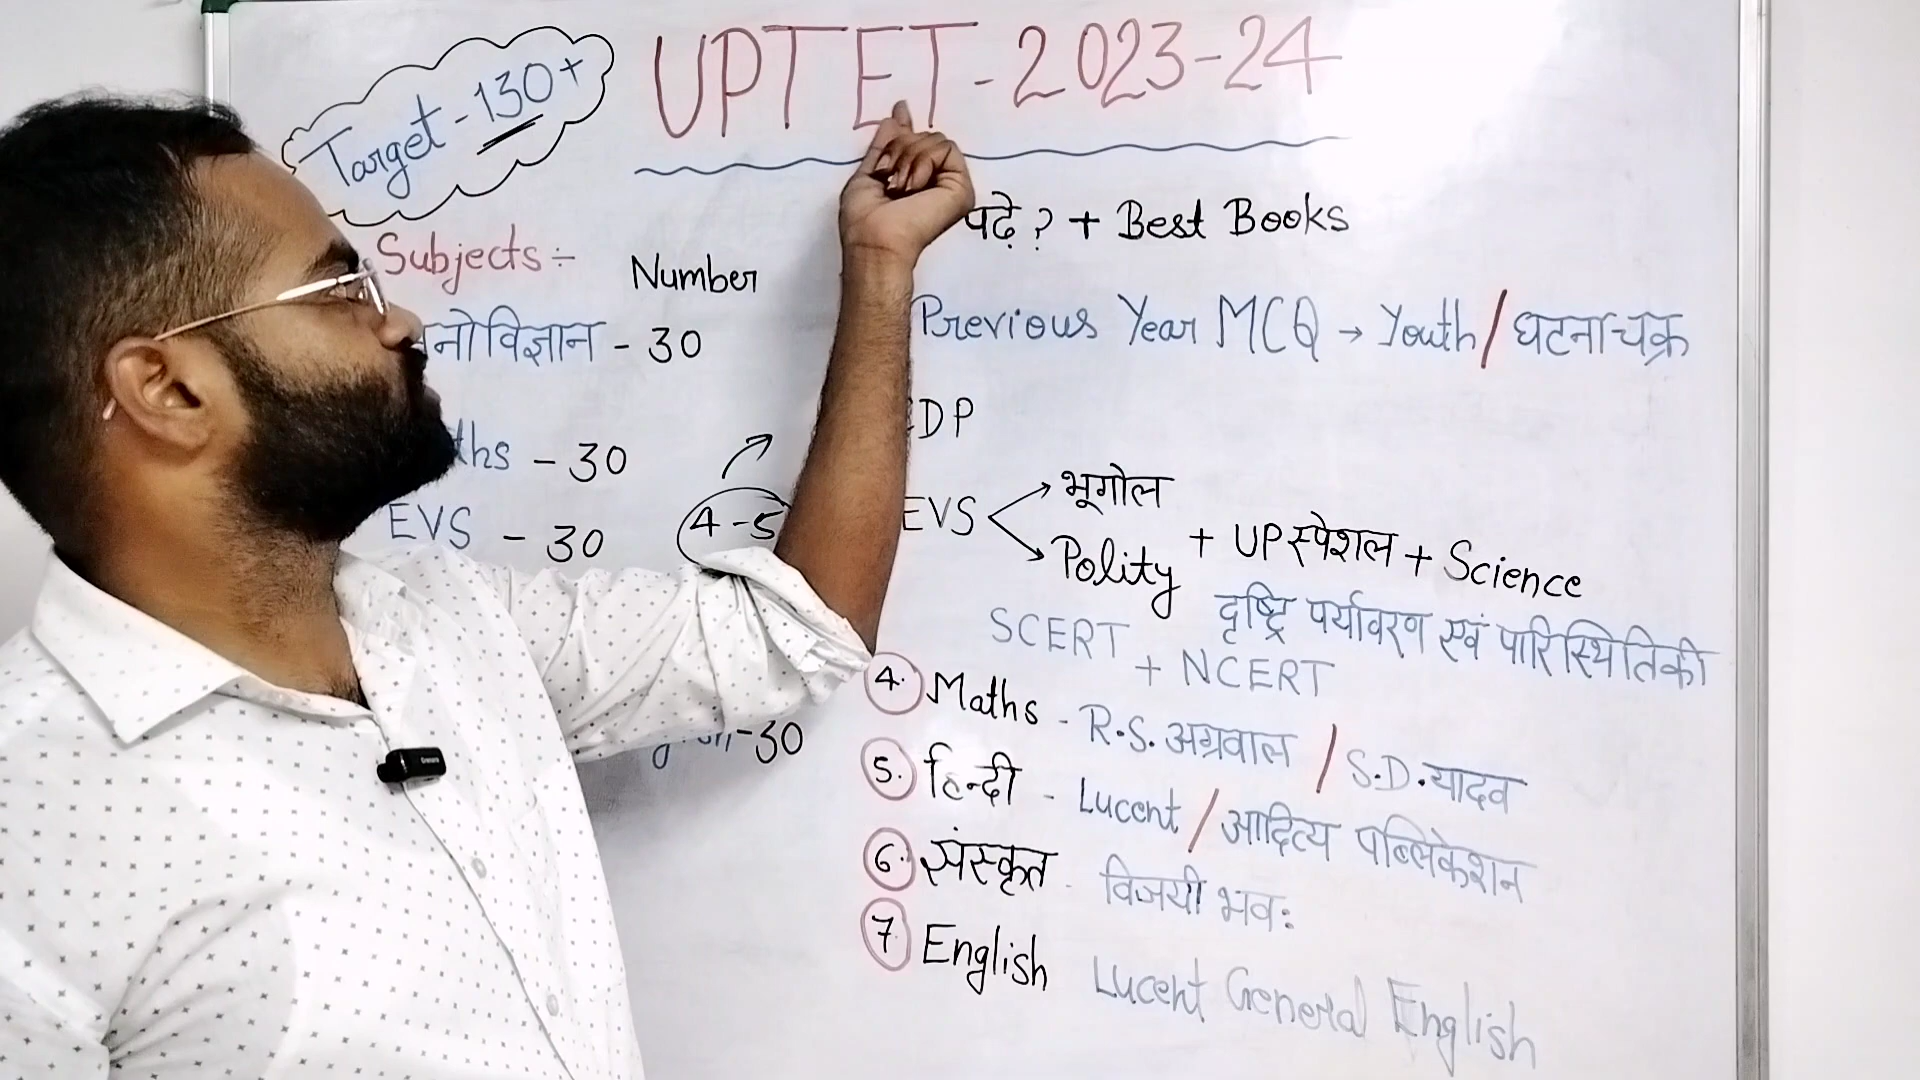 Target - 130+
UPTET - 2023-24
पढ़े ? + Best Books
Subjects :-
Number
नोविज्ञान - 30
ths - 30
EVS - 30
4-5
-30
Previous Year MCQ → Youth / घटनाचक्र
DP
EVS
भूगोल
Polity
+ UP स्पेशल + Science
दृष्टि पर्यावरण एवं पारिस्थितिकी
SCERT + NCERT
4. Maths - R.S. अग्रवाल / S.D. यादव
5. हिन्दी - Lucent / आदित्य पब्लिकेशन
6. संस्कृत - विजयी भवः
7. English Lucent General English